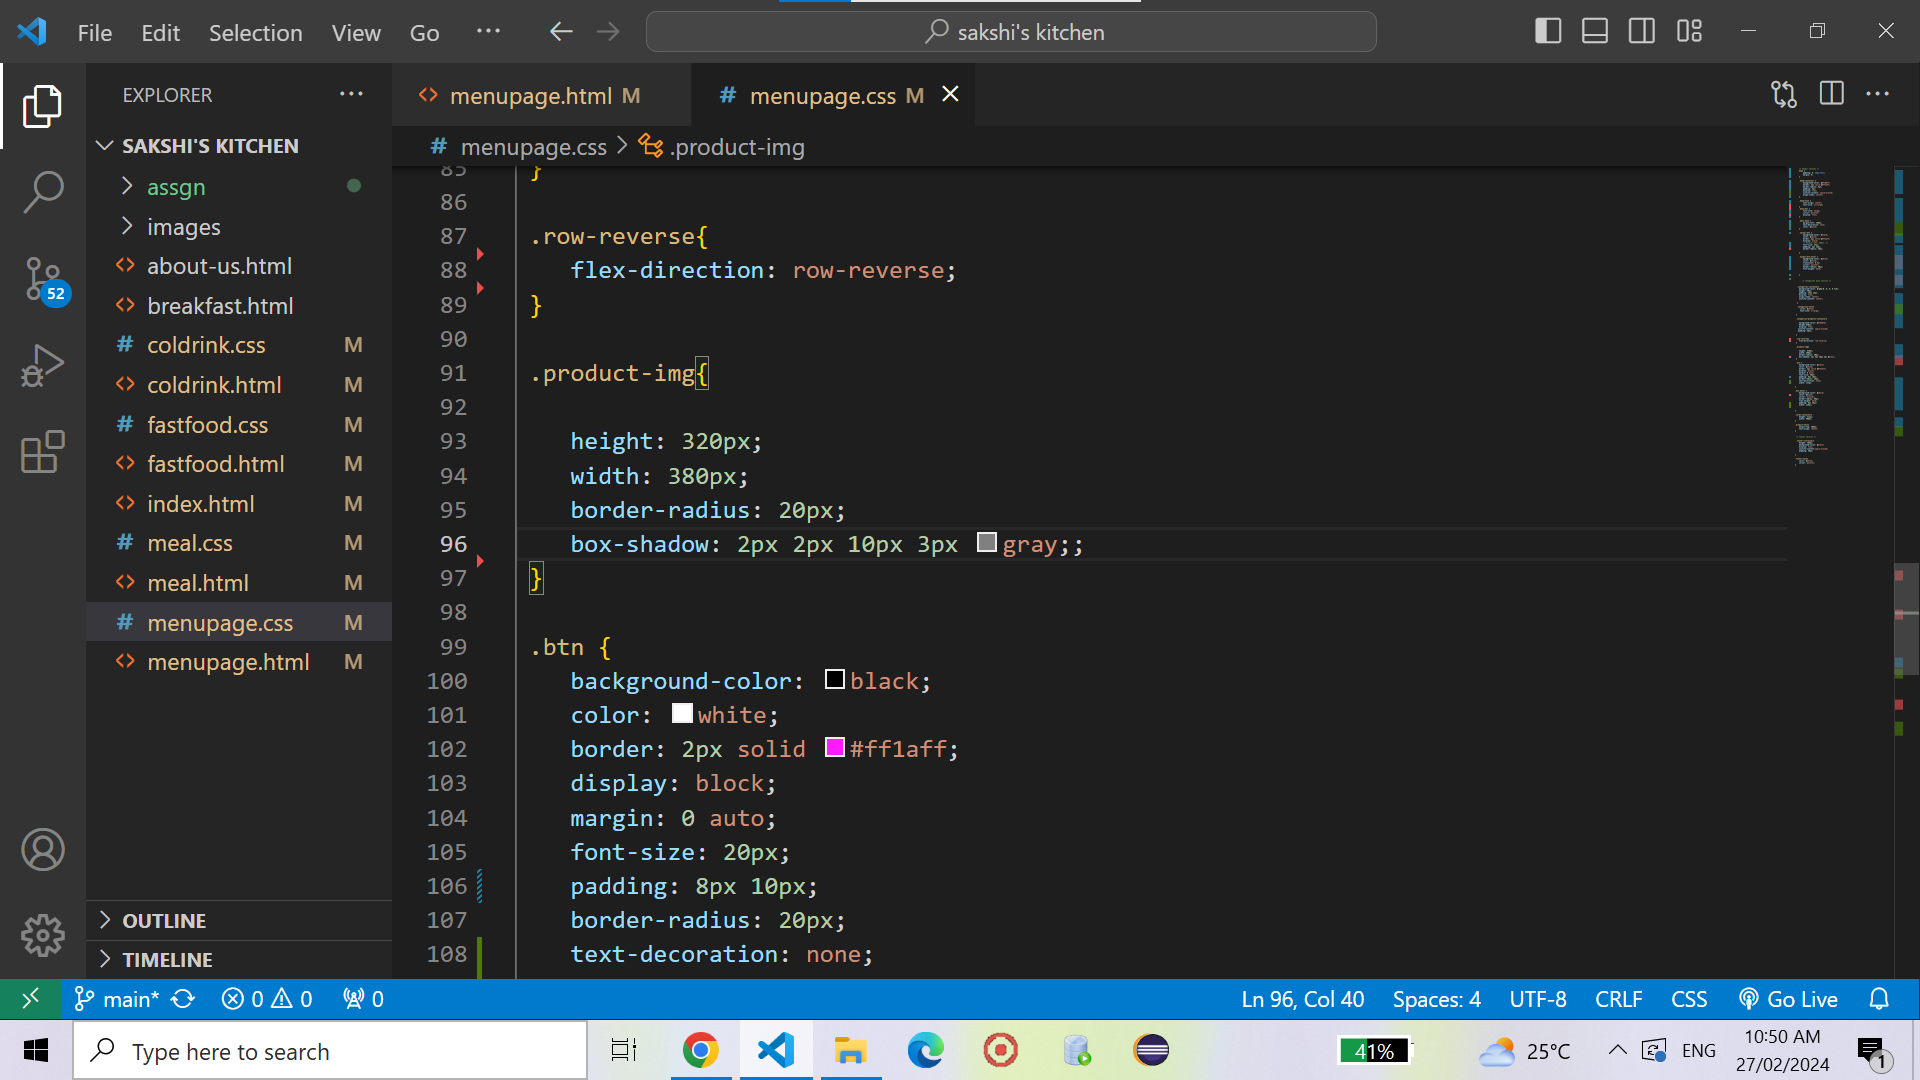 File Edit Selection View Go ··· sakshi's kitchen
EXPLORER ···
SAKSHI'S KITCHEN
assgn
images
about-us.html
breakfast.html
coldrink.css M
coldrink.html M
fastfood.css M
fastfood.html M
index.html M
meal.css M
meal.html M
menupage.css M
menupage.html M
OUTLINE
TIMELINE
52
menupage.html M # menupage.css M
# menupage.css > .product-img
85 }
86
87 .row-reverse{
88 flex-direction: row-reverse;
89 }
90
91 .product-img{
92
93 height: 320px;
94 width: 380px;
95 border-radius: 20px;
96 box-shadow: 2px 2px 10px 3px gray;;
97 }
98
99 .btn {
100 background-color: black;
101 color: white;
102 border: 2px solid #ff1aff;
103 display: block;
104 margin: 0 auto;
105 font-size: 20px;
106 padding: 8px 10px;
107 border-radius: 20px;
108 text-decoration: none;
main* 0 0 0 Ln 96, Col 40 Spaces: 4 UTF-8 CRLF CSS Go Live
Type here to search 41% 25°C ENG
10:50 AM
27/02/2024
1